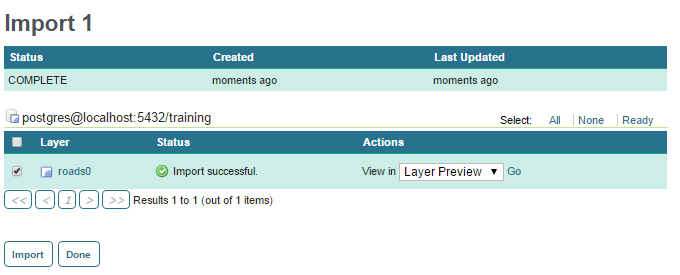 Import 1
Status Created Last Updated
COMPLETE moments ago moments ago
postgres@localhost:5432/training Select: All None Ready
Layer Status Actions
roads0 Import successful. View in Layer Preview Go
<< < 1 > >> Results 1 to 1 (out of 1 items)
Import Done